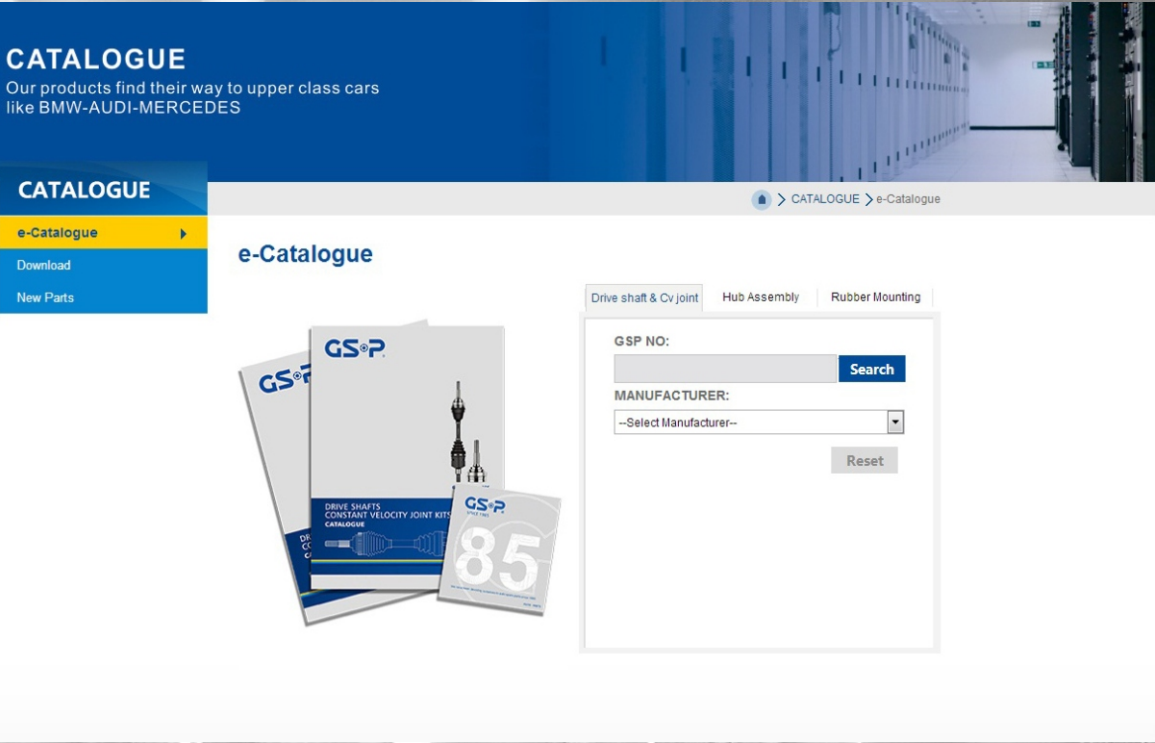 CATALOGUE
Our products find their way to upper class cars
like BMW-AUDI-MERCEDES
CATALOGUE
CATALOGUE e-Catalogue
e-Catalogue
Download
New Parts
e-Catalogue
Drive shaft & Cv joint Hub Assembly Rubber Mounting
GSP NO:
Search
MANUFACTURER:
--Select Manufacturer--
Reset
GSP
GSP
DRIVE SHAFTS
CONSTANT VELOCITY JOINT KITS
CATALOGUE
GSP
85